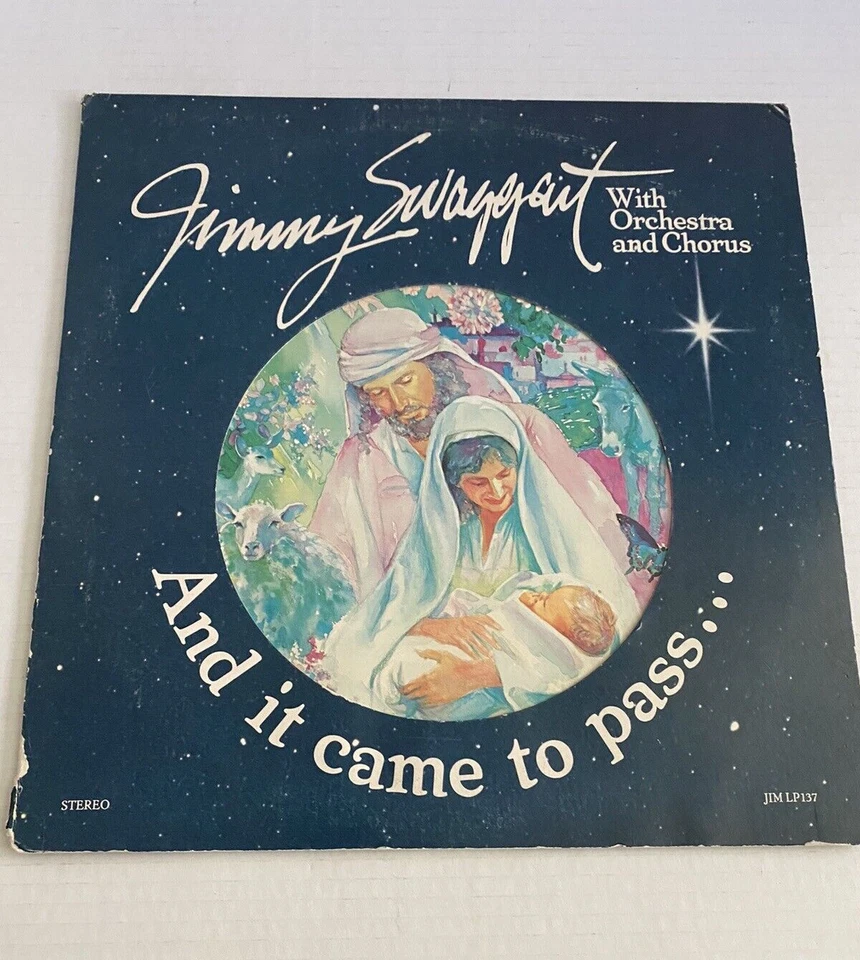 Jimmy Swaggart
With
Orchestra
and Chorus
And it came to pass...
STEREO
JIM LP137